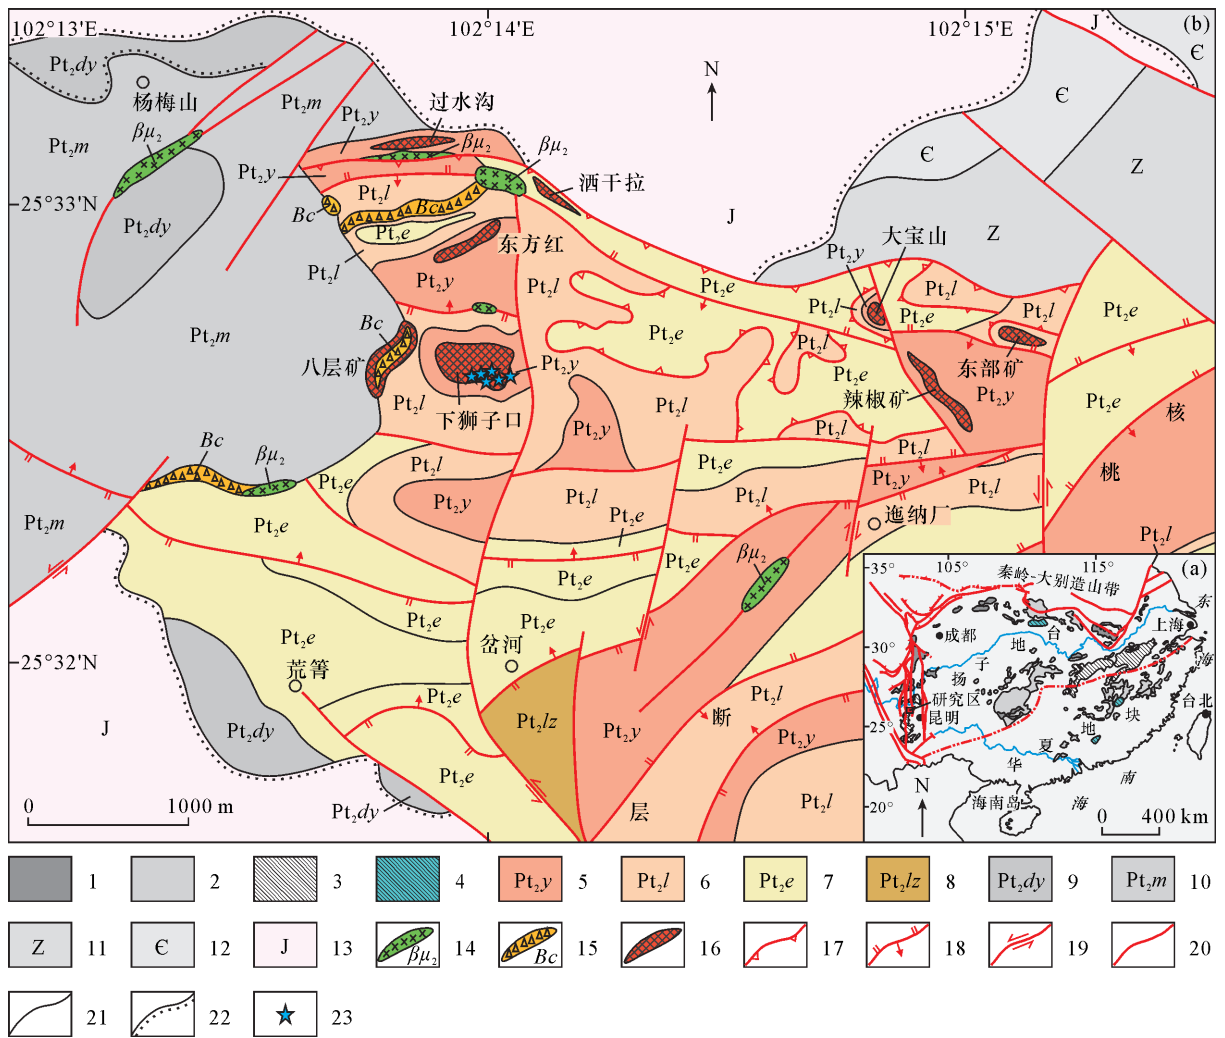 102°13'E
102°14'E
102°15'E
J
(b)
Є
Pt₂dy
杨梅山
Pt₂m
Pt₂y
过水沟
N
Є
βμ₂
Pt₂m
βμ₂
βμ₂
Є
Z
Pt₂y
洒干拉
25°33'N
Bc
Pt₂l
Bc
J
Pt₂dy
Pt₂e
东方红
大宝山
Z
Pt₂l
Pt₂y
Pt₂l
Pt₂y
Pt₂e
Pt₂l
Pt₂l
Pt₂e
Pt₂l
Pt₂e
Pt₂m
Bc
Pt₂e
Pt₂l
八层矿
Pt₂y
Pt₂e
东部矿
辣椒矿
Pt₂y
Pt₂l
下狮子口
Pt₂l
Pt₂e
核
Pt₂y
Pt₂l
Pt₂l
Bc
βμ₂
Pt₂l
Pt₂e
桃
Pt₂e
Pt₂y
Pt₂l
Pt₂l
Pt₂y
Pt₂l
Pt₂m
Pt₂e
Pt₂e
迤纳厂
Pt₂l
Pt₂e
Pt₂e
βμ₂
Pt₂e
Pt₂e
Pt₂e
岔河
25°32'N
荒箐
Pt₂e
Pt₂l
J
Pt₂dy
Pt₂lz
Pt₂y
断
Pt₂y
Pt₂e
Pt₂dy
Pt₂l
层
0
1000 m
(a)
35°
105°
115°
秦岭-大别造山带
东
成都
地
台
上海
30°
子
海
扬
研究区
块
台北
25°
昆明
地
夏
华
南
N
20°
海南岛
海
0
400 km
1
2
3
4
Pt₂y 5
Pt₂l 6
Pt₂e 7
Pt₂lz 8
Pt₂dy 9
Pt₂m 10
Z 11
Є 12
J 13
βμ₂ 14
Bc 15
16
17
18
19
20
21
22
23